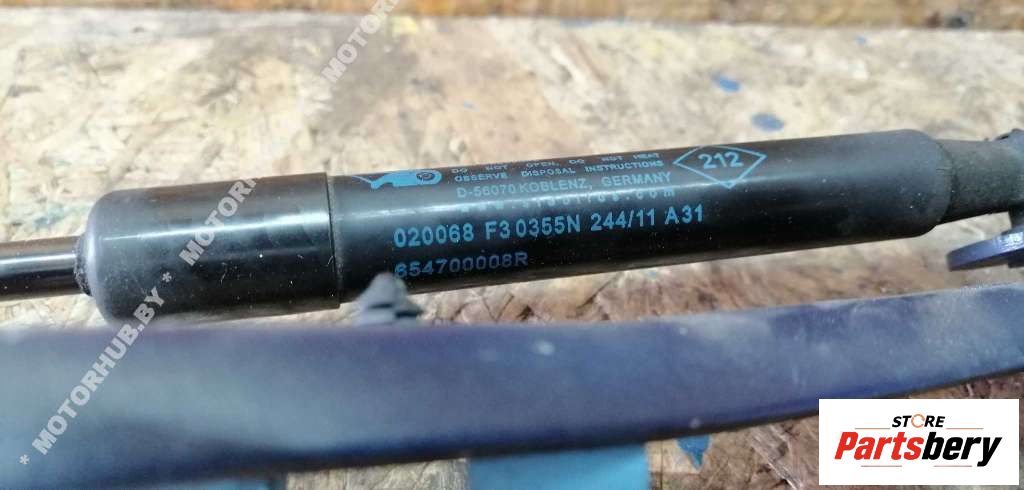 DO NOT OPEN, DO NOT HEAT
OBSERVE DISPOSAL INSTRUCTIONS
D-56070 KOBLENZ, GERMANY
212
020068 F3 0355N 244/11 A31
654700008R
* MOTORHUB.BY *
MOTORHUB
STORE
Partsbery